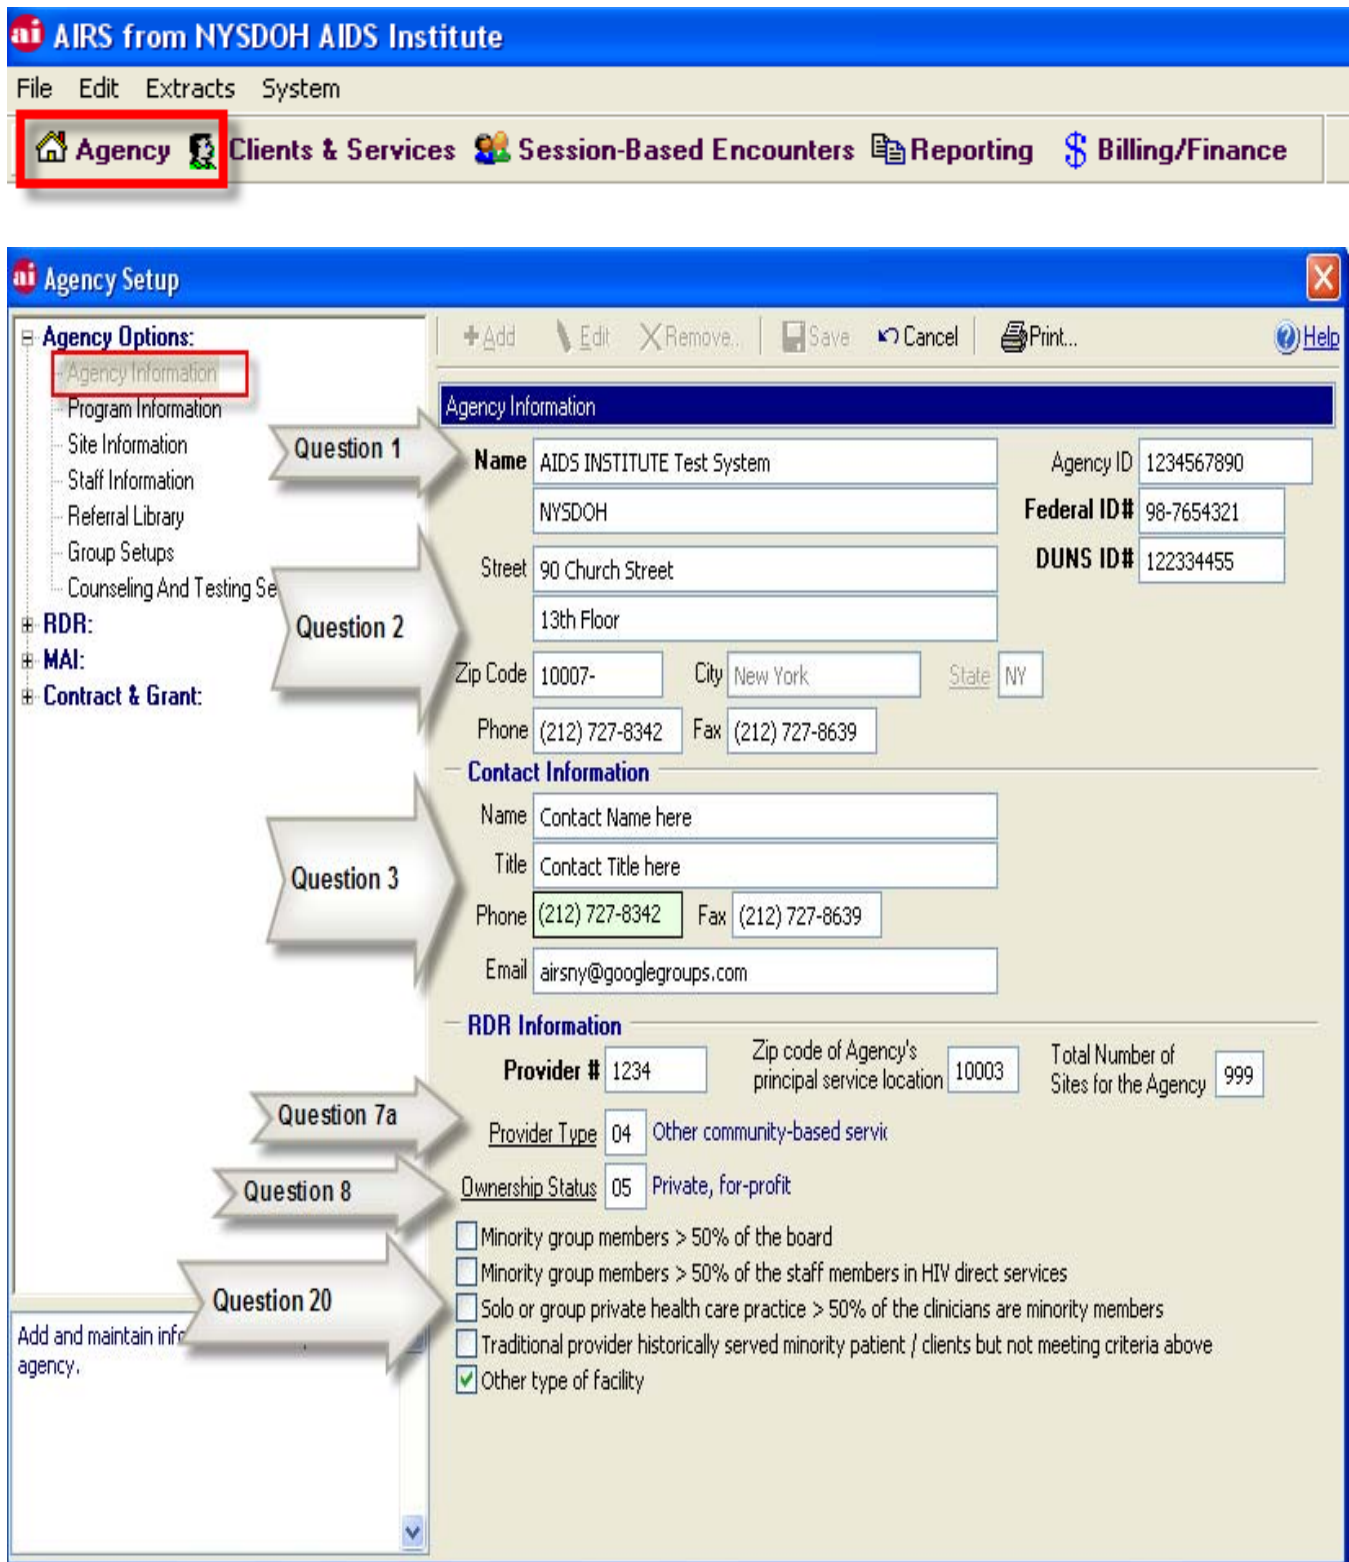 ai AIRS from NYSDOH AIDS Institute
File Edit Extracts System
Agency Clients & Services Session-Based Encounters Reporting $ Billing/Finance
ai Agency Setup
Agency Options:
Agency Information
Program Information
Site Information
Staff Information
Referral Library
Group Setups
Counseling And Testing Se
RDR:
MAI:
Contract & Grant:
Add Edit Remove.. Save Cancel Print... Help
Agency Information
Question 1
Name AIDS INSTITUTE Test System Agency ID 1234567890
NYSDOH Federal ID# 98-7654321
Street 90 Church Street DUNS ID# 122334455
13th Floor
Question 2
Zip Code 10007- City New York State NY
Phone (212) 727-8342 Fax (212) 727-8639
Contact Information
Name Contact Name here
Title Contact Title here
Question 3
Phone (212) 727-8342 Fax (212) 727-8639
Email airsny@googlegroups.com
RDR Information
Provider # 1234 Zip code of Agency's principal service location 10003 Total Number of Sites for the Agency 999
Question 7a
Provider Type 04 Other community-based servic
Question 8
Ownership Status 05 Private, for-profit
Minority group members > 50% of the board
Minority group members > 50% of the staff members in HIV direct services
Question 20
Solo or group private health care practice > 50% of the clinicians are minority members
Traditional provider historically served minority patient / clients but not meeting criteria above
Other type of facility
Add and maintain info
agency.